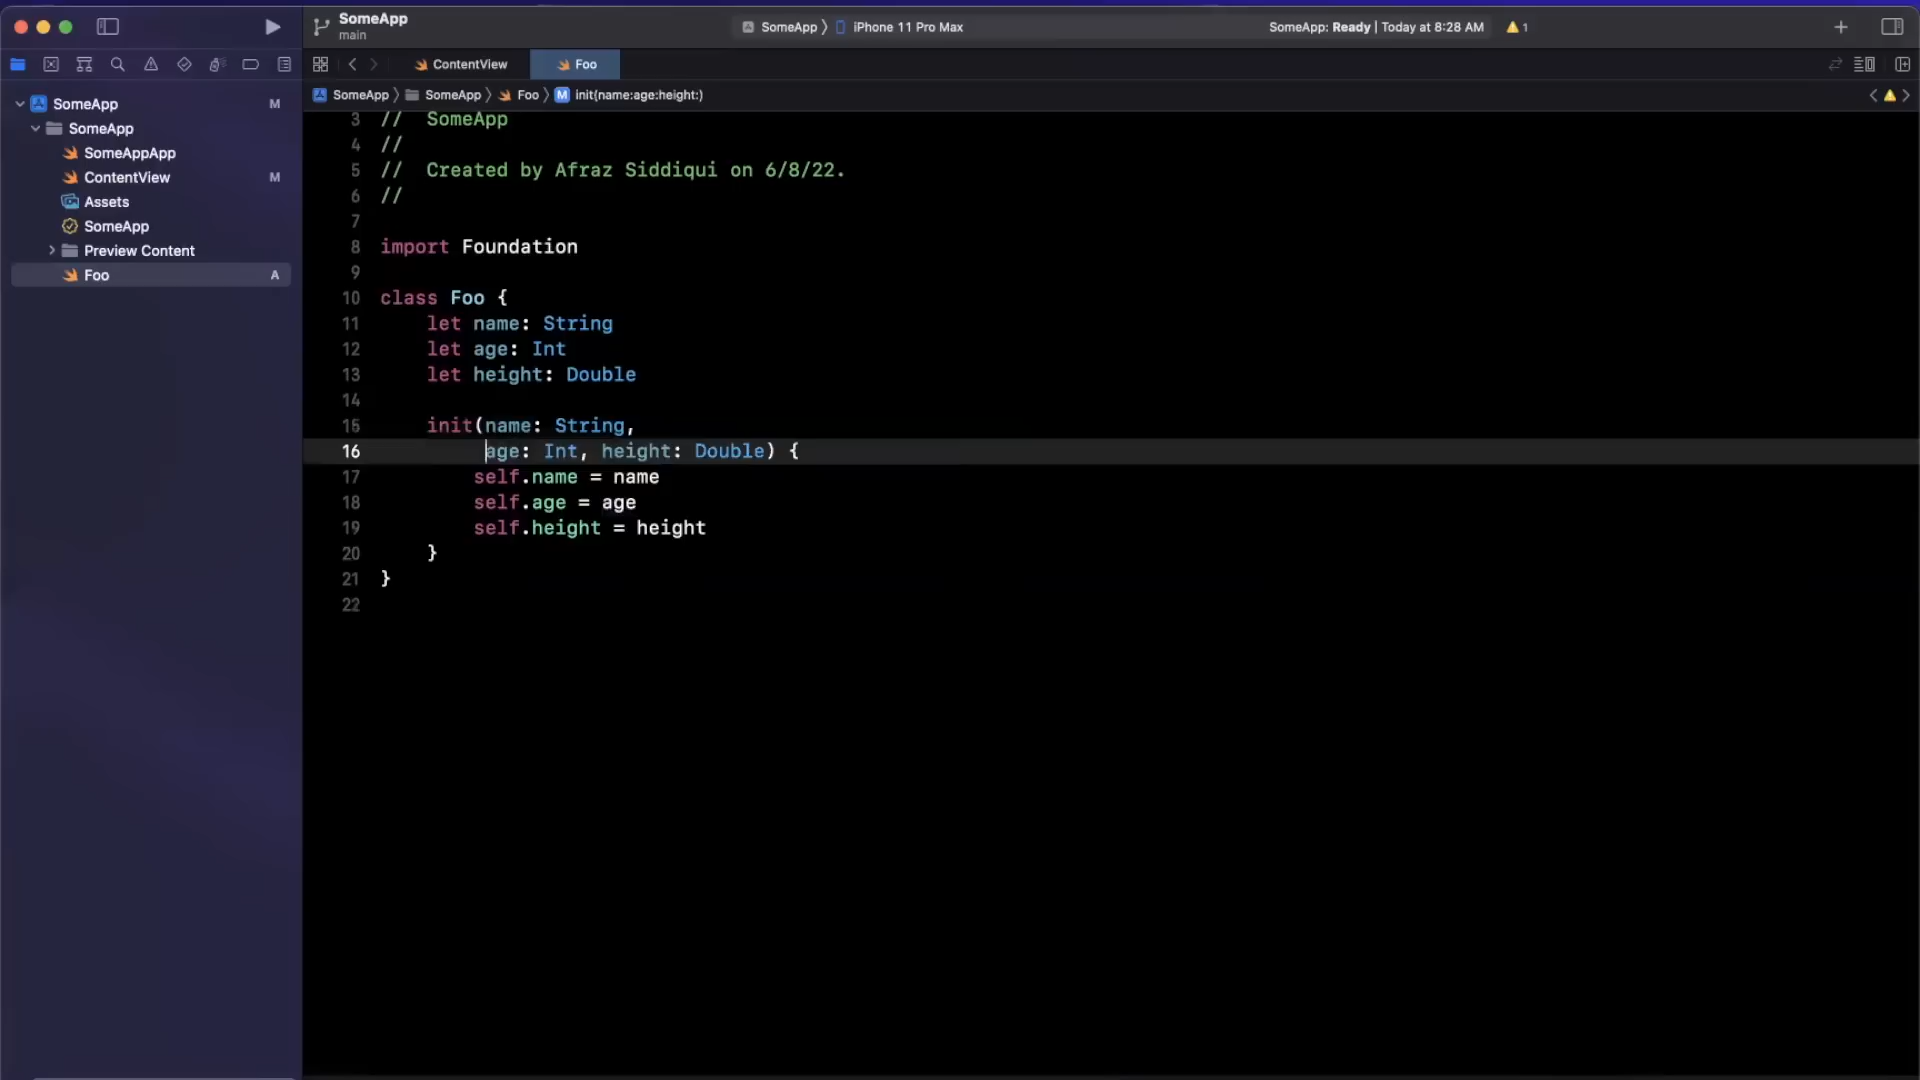 SomeApp
main
SomeApp
iPhone 11 Pro Max
SomeApp: Ready | Today at 8:28 AM
1
ContentView
Foo
SomeApp
SomeApp
Foo
M
init(name:age:height:)
SomeApp M
SomeApp
SomeAppApp
ContentView M
Assets
SomeApp
Preview Content
Foo A
3 //  SomeApp
4 //
5 //  Created by Afraz Siddiqui on 6/8/22.
6 //
7
8 import Foundation
9
10 class Foo {
11     let name: String
12     let age: Int
13     let height: Double
14
15     init(name: String,
16          age: Int, height: Double) {
17         self.name = name
18         self.age = age
19         self.height = height
20     }
21 }
22